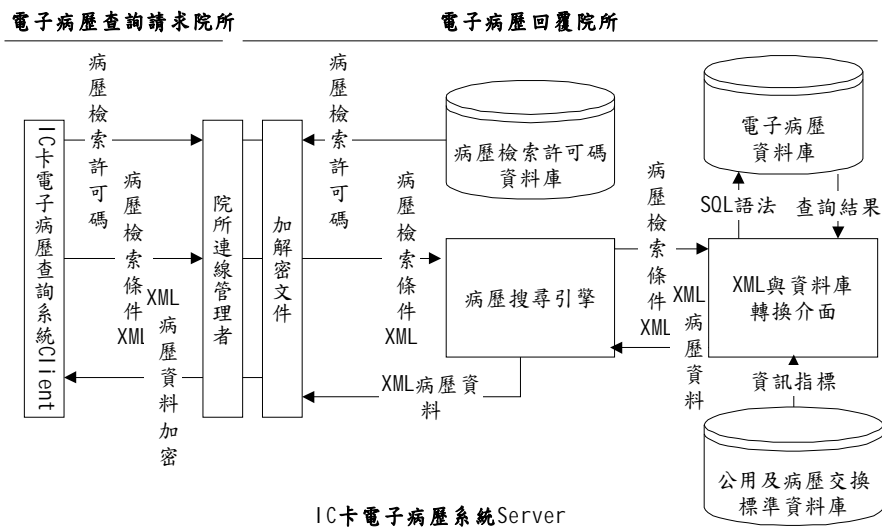 電子病歷查詢請求院所
電子病歷回覆院所
IC卡電子病歷查詢系統Client
病歷檢索許可碼
病歷檢索條件XML
XML病歷資料加密
院所連線管理者
加解密文件
病歷檢索許可碼
病歷檢索許可碼
資料庫
病歷檢索條件XML
病歷搜尋引擎
XML病歷資
料
病歷檢索條件XML
XML病歷資料
電子病歷
資料庫
SQL語法
查詢結果
XML與資料庫
轉換介面
資訊指標
公用及病歷交換
標準資料庫
IC卡電子病歷系統Server